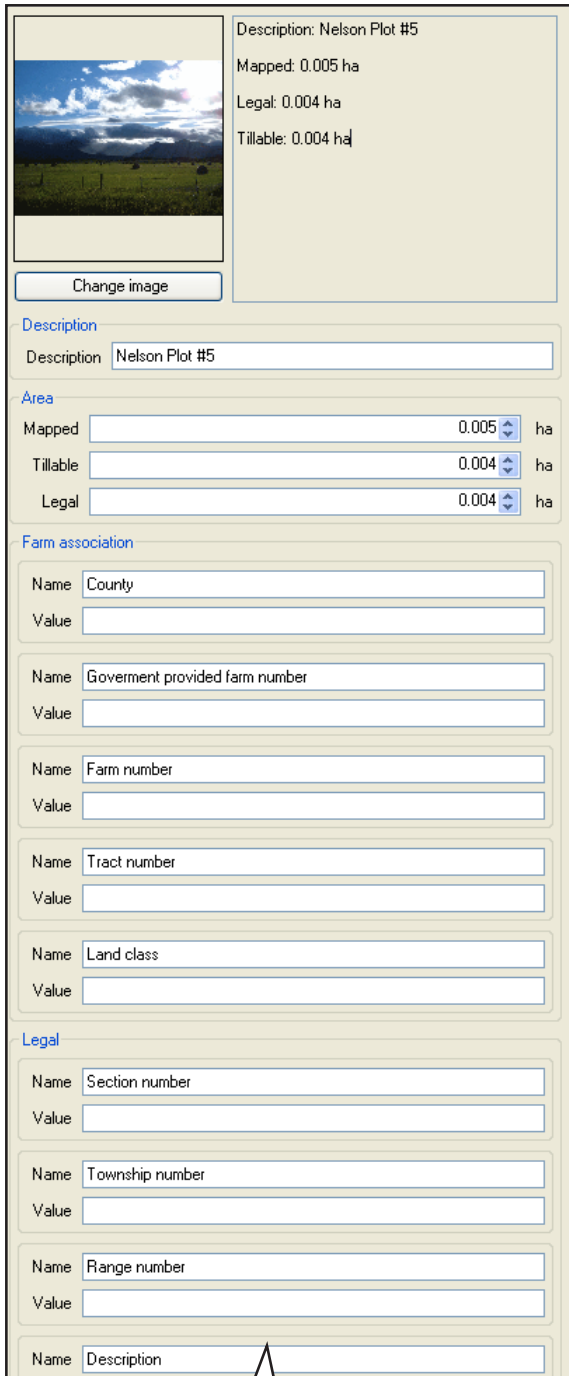 Description: Nelson Plot #5
Mapped: 0.005 ha
Legal: 0.004 ha
Tillable: 0.004 ha
Change image
Description
Description Nelson Plot #5
Area
Mapped 0.005 ha
Tillable 0.004 ha
Legal 0.004 ha
Farm association
Name County
Value
Name Goverment provided farm number
Value
Name Farm number
Value
Name Tract number
Value
Name Land class
Value
Legal
Name Section number
Value
Name Township number
Value
Name Range number
Value
Name Description